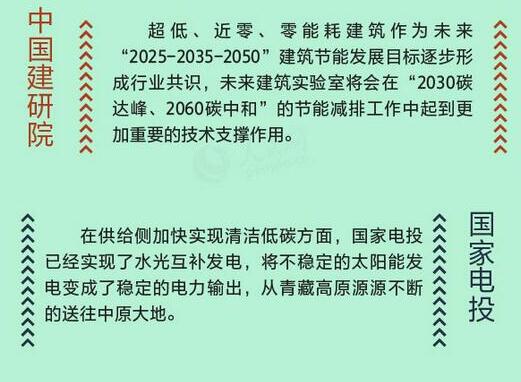 中国建研院
超低、近零、零能耗建筑作为未来
“2025-2035-2050”建筑节能发展目标逐步形
成行业共识，未来建筑实验室将会在“2030碳
达峰、2060碳中和”的节能减排工作中起到更
加重要的技术支撑作用。
在供给侧加快实现清洁低碳方面，国家电投
已经实现了水光互补发电，将不稳定的太阳能发
电变成了稳定的电力输出，从青藏高原源源不断
的送往中原大地。
国家电投